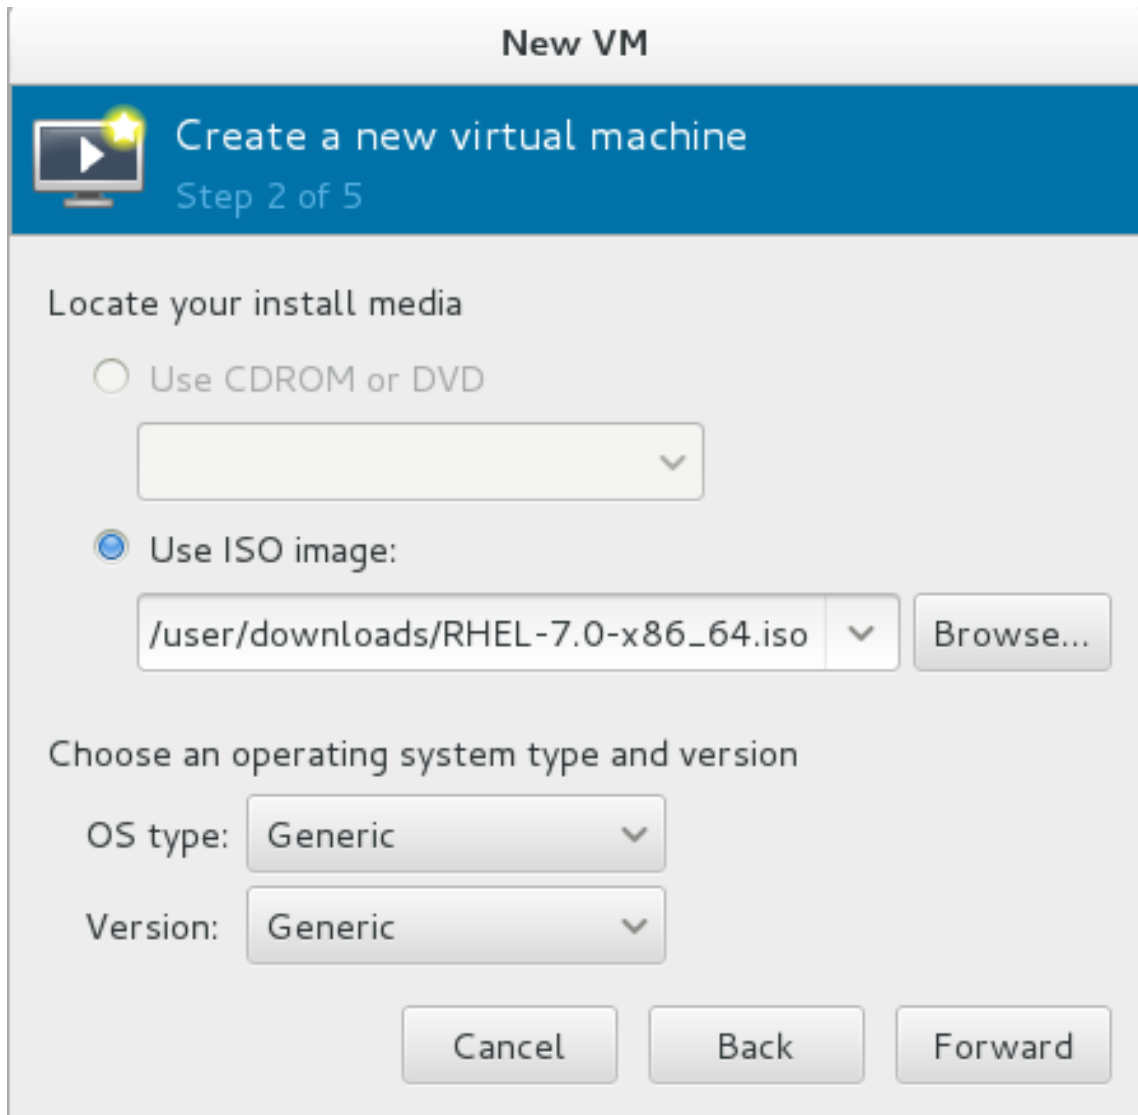 New VM
Create a new virtual machine
Step 2 of 5
Locate your install media
Use CDROM or DVD
Use ISO image:
/user/downloads/RHEL-7.0-x86_64.iso Browse...
Choose an operating system type and version
OS type: Generic
Version: Generic
Cancel Back Forward